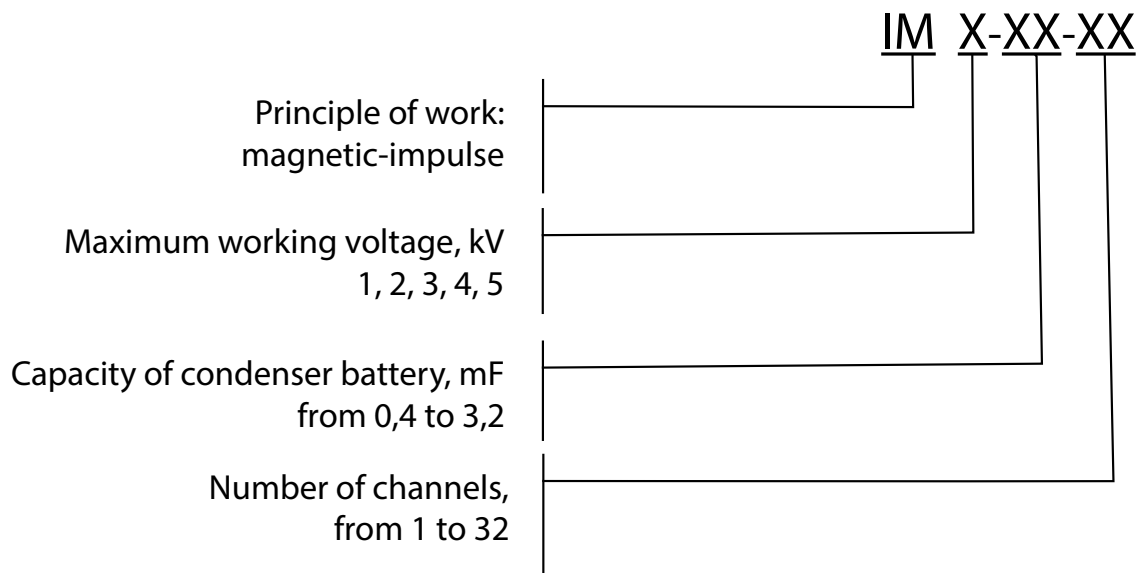 IM X-XX-XX
Principle of work:
magnetic-impulse
Maximum working voltage, kV
1, 2, 3, 4, 5
Capacity of condenser battery, mF
from 0,4 to 3,2
Number of channels,
from 1 to 32